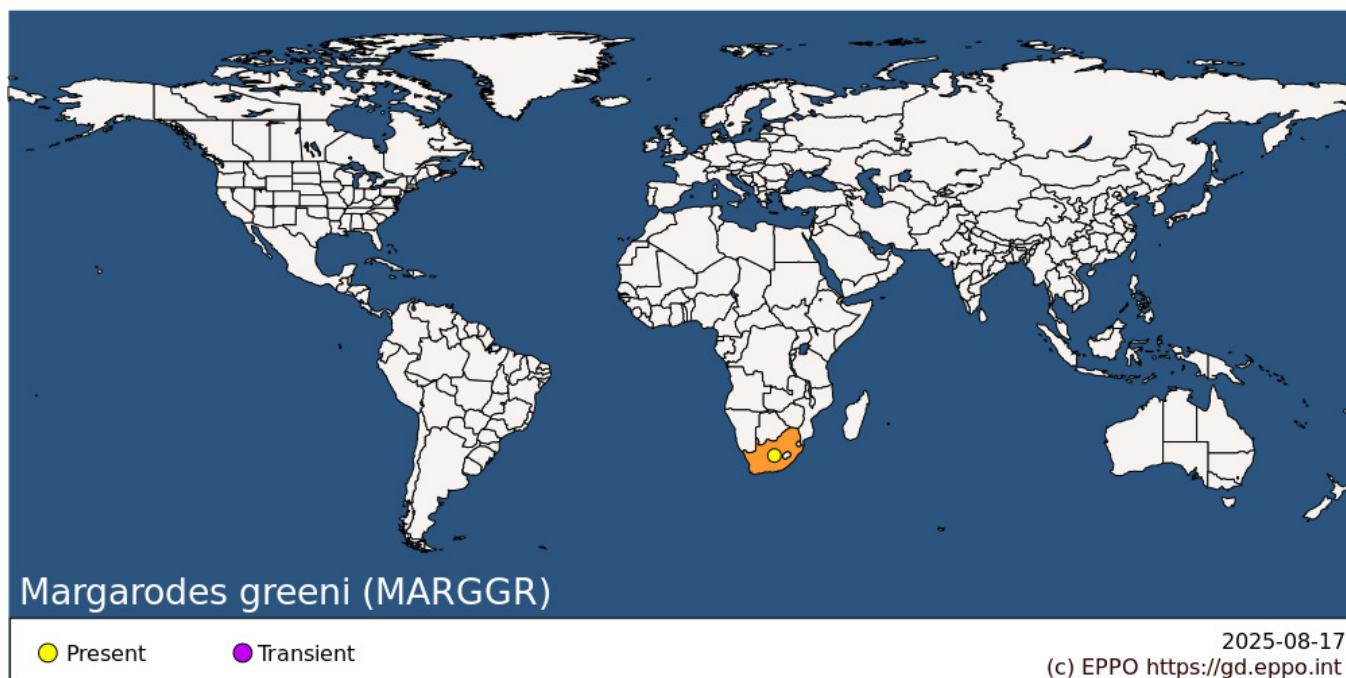 Margarodes greeni (MARGGR)
Present
Transient
2025-08-17
(c) EPPO https://gd.eppo.int